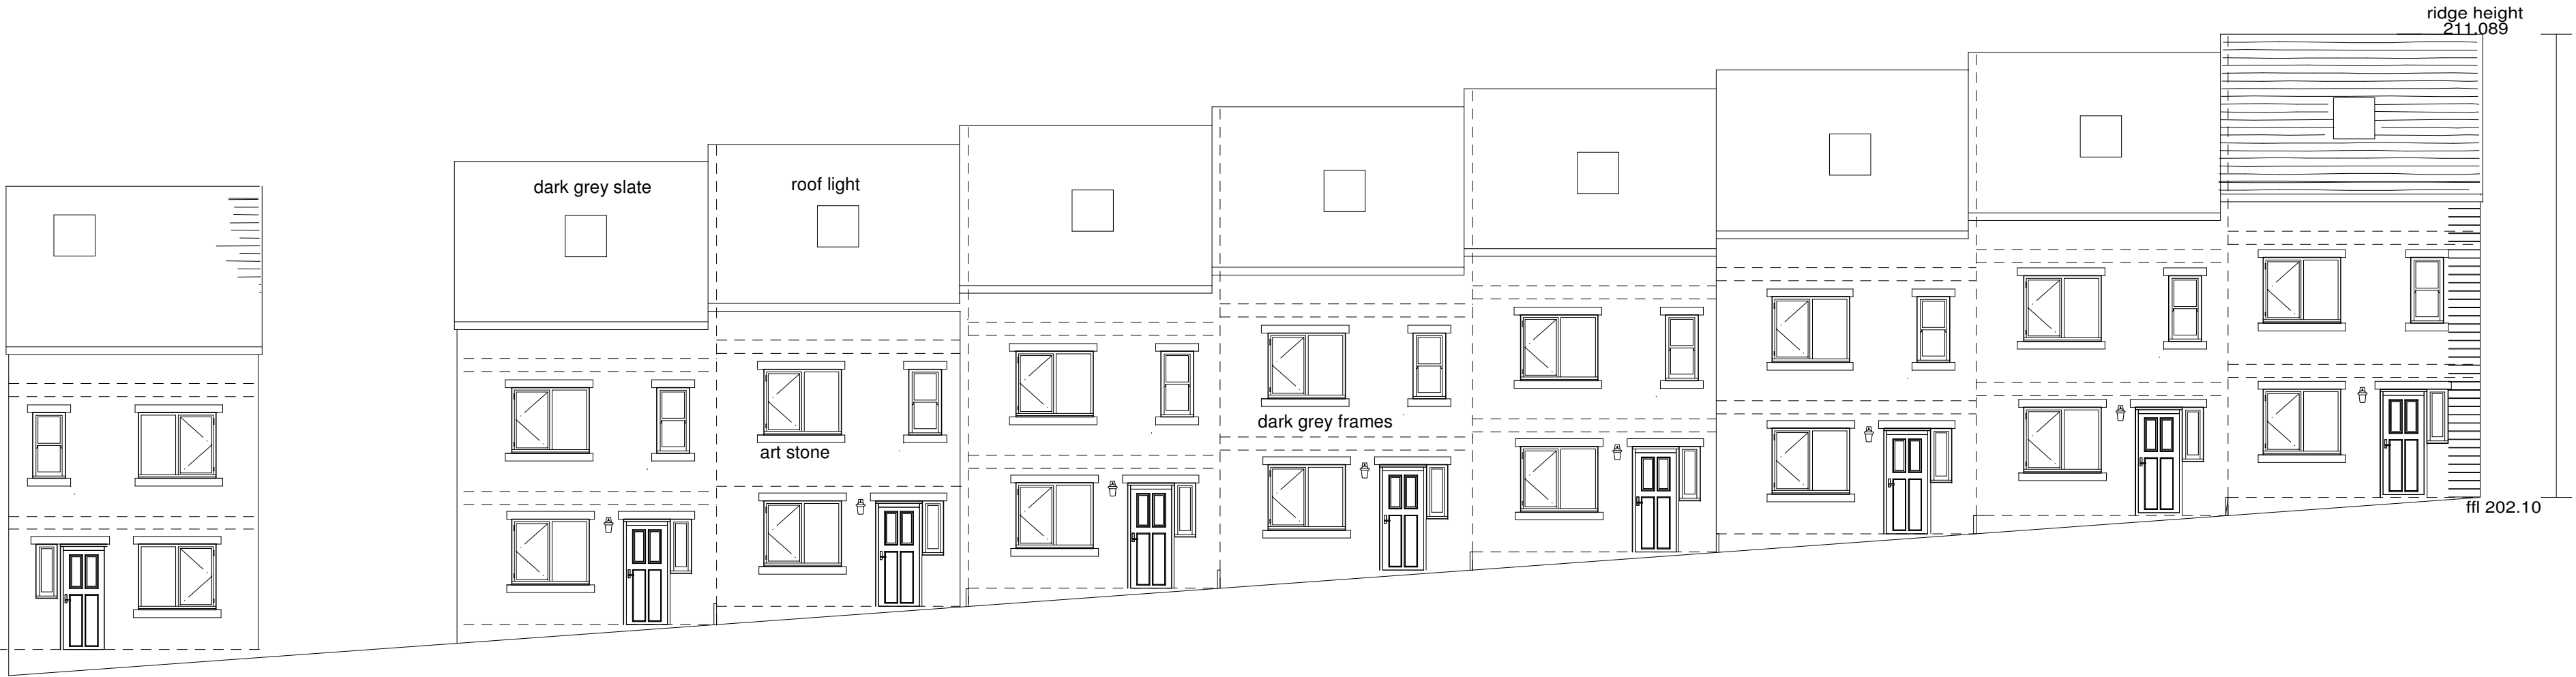 ridge height
211.089
dark grey slate
roof light
dark grey frames
art stone
ffl 202.10